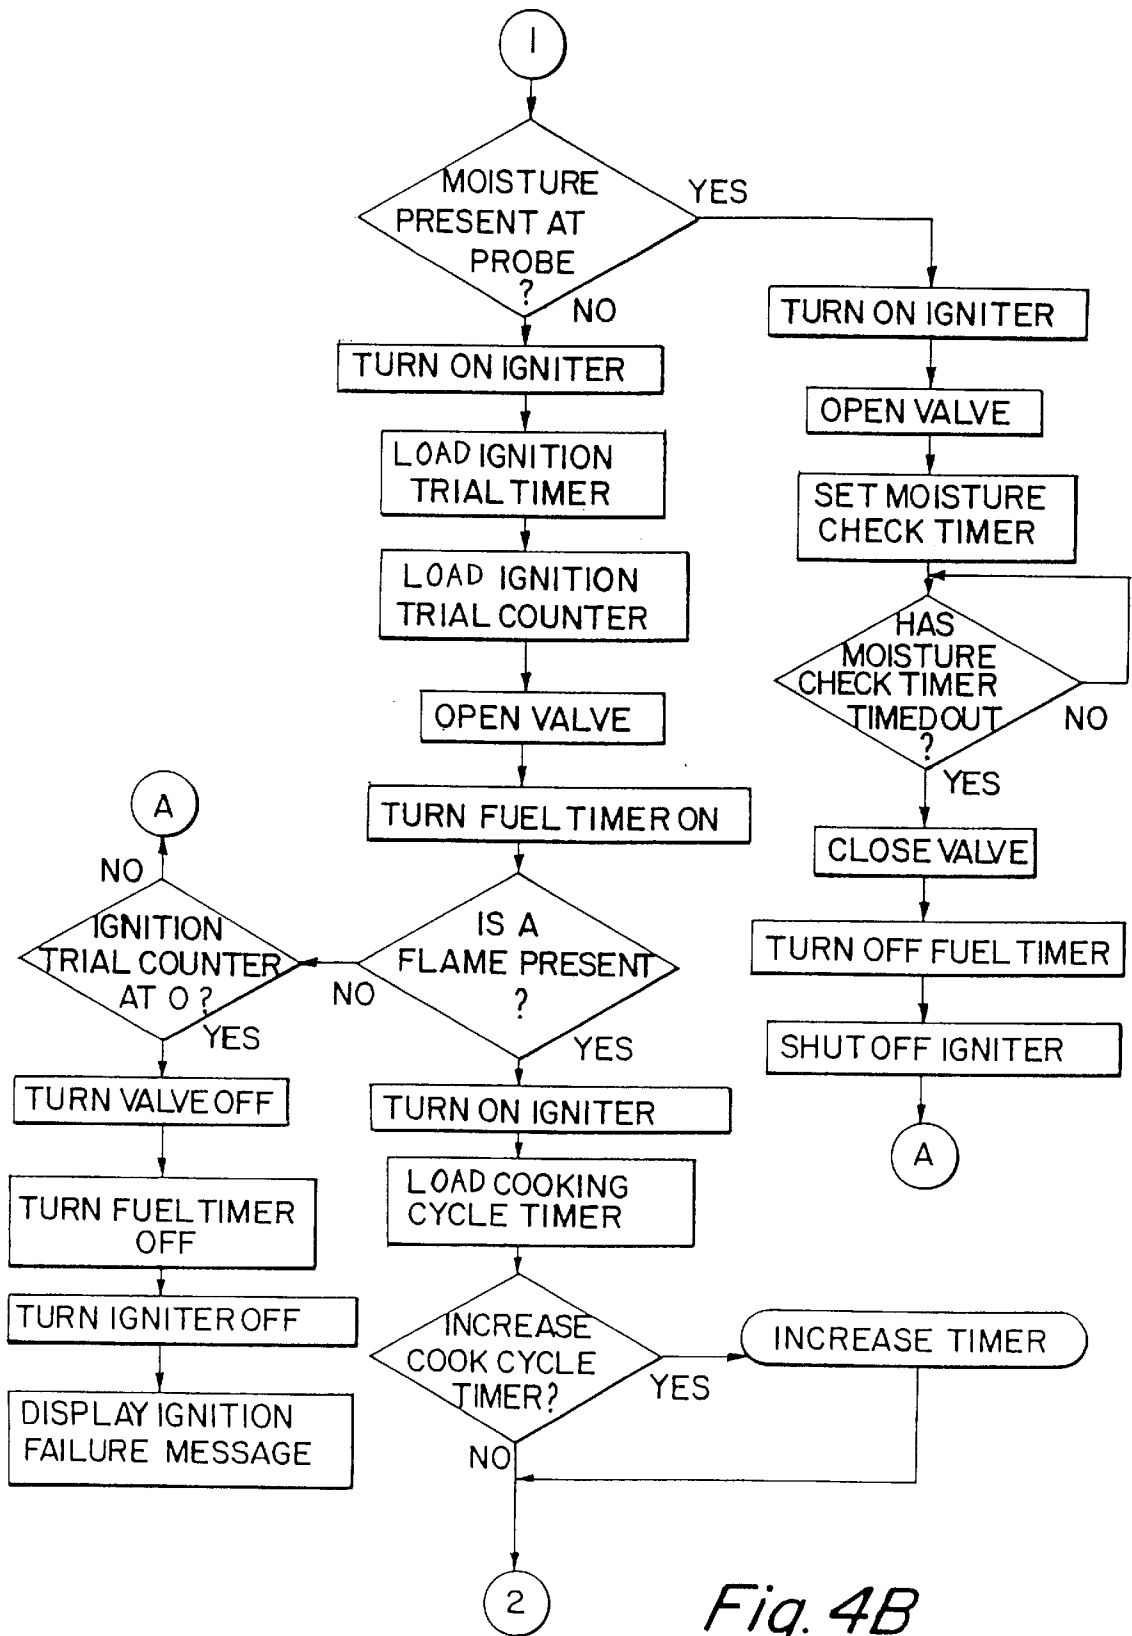 1
MOISTURE
PRESENT AT
PROBE
?
YES
NO
TURN ON IGNITER
LOAD IGNITION
TRIAL TIMER
LOAD IGNITION
TRIAL COUNTER
OPEN VALVE
TURN FUEL TIMER ON
IS A
FLAME PRESENT
?
NO
YES
A
NO
IGNITION
TRIAL COUNTER
AT 0 ?
YES
TURN VALVE OFF
TURN FUEL TIMER
OFF
TURN IGNITER OFF
DISPLAY IGNITION
FAILURE MESSAGE
TURN ON IGNITER
LOAD COOKING
CYCLE TIMER
INCREASE
COOK CYCLE
TIMER?
YES
NO
INCREASE TIMER
2
TURN ON IGNITER
OPEN VALVE
SET MOISTURE
CHECK TIMER
HAS
MOISTURE
CHECK TIMER
TIMED OUT
?
NO
YES
CLOSE VALVE
TURN OFF FUEL TIMER
SHUT OFF IGNITER
A
Fig. 4B